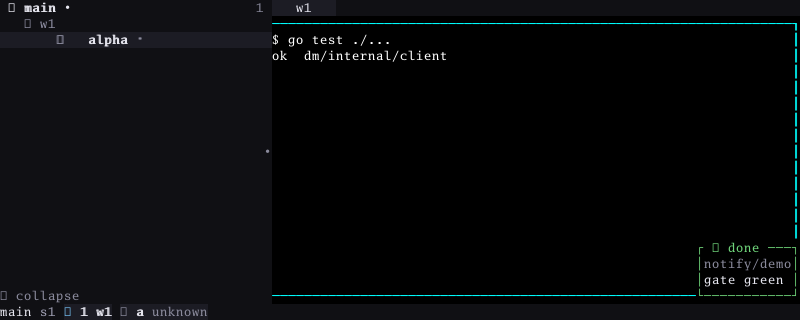 main • 1
w1
alpha •
collapse
main s1 1 w1 a unknown
w1
$ go test ./...
ok dm/internal/client
done
notify/demo
gate green